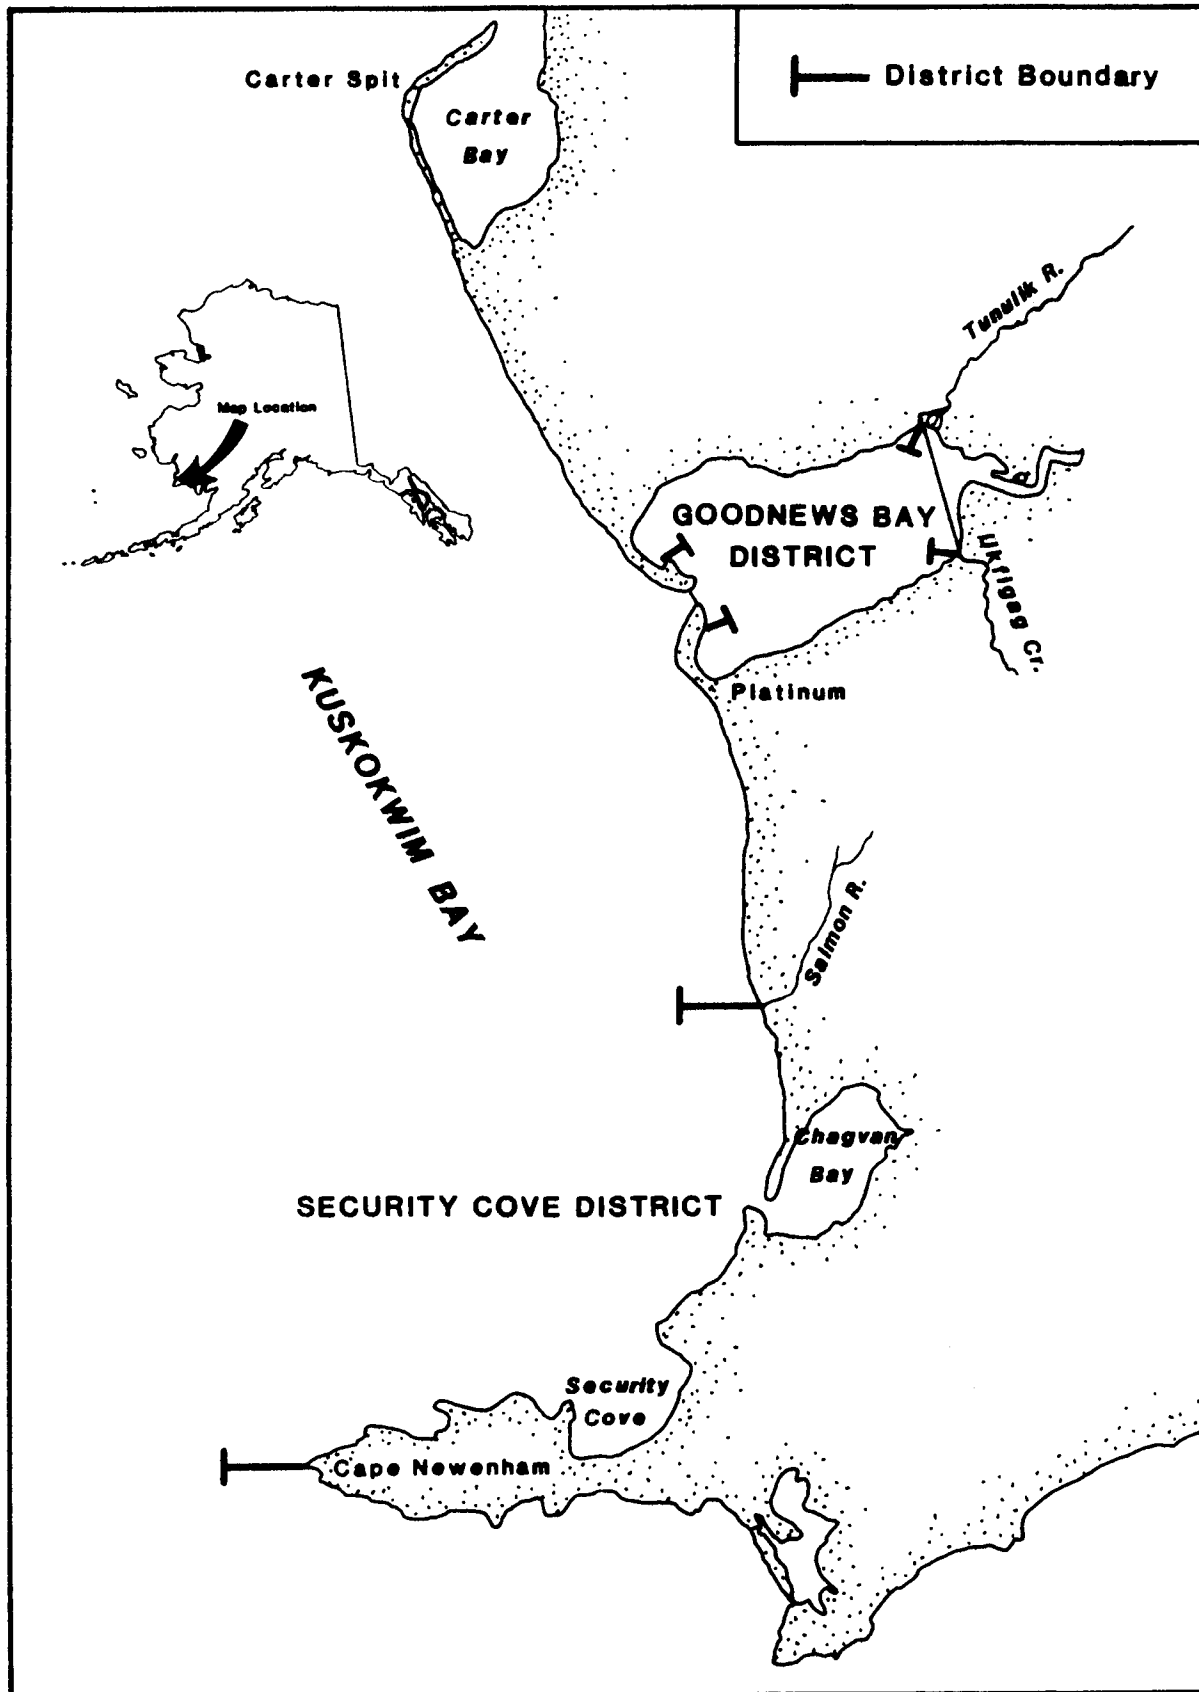 Carter Spit
Carter
Bay
District Boundary
Tunulik R.
Map Location
GOODNEWS BAY
DISTRICT
Ukfigag Cr.
Platinum
KUSKOKWIM BAY
Salmon R.
Chagvan
Bay
SECURITY COVE DISTRICT
Security
Cove
Cape Newenham